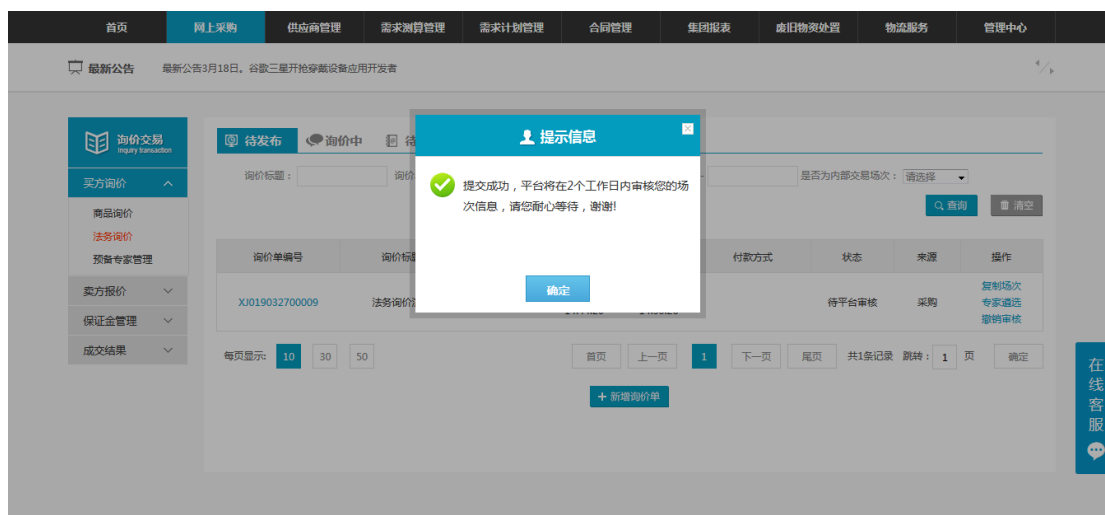 首页 网上采购 供应商管理 需求测算管理 需求计划管理 合同管理 集团报表 废旧物资处置 物流服务 管理中心
最新公告 最新公告3月18日。谷歌三星开抢穿戴设备应用开发者
询价交易
inquiry transaction
买方询价
商品询价
法务询价
预备专家管理
卖方报价
保证金管理
成交结果
待发布 询价中 待
询价标题: 询价 - 是否为内部交易场次: 请选择
查询 清空
提示信息
提交成功，平台将在2个工作日内审核您的场
次信息，请您耐心等待，谢谢!
确定
询价单编号 询价标题 付款方式 状态 来源 操作
XJ019032700009 法务询价 待平台审核 采购 复制场次
专家遴选
撤销审核
每页显示: 10 30 50 首页 上一页 1 下一页 尾页 共1条记录 跳转: 1 页 确定
+ 新增询价单
在线客服